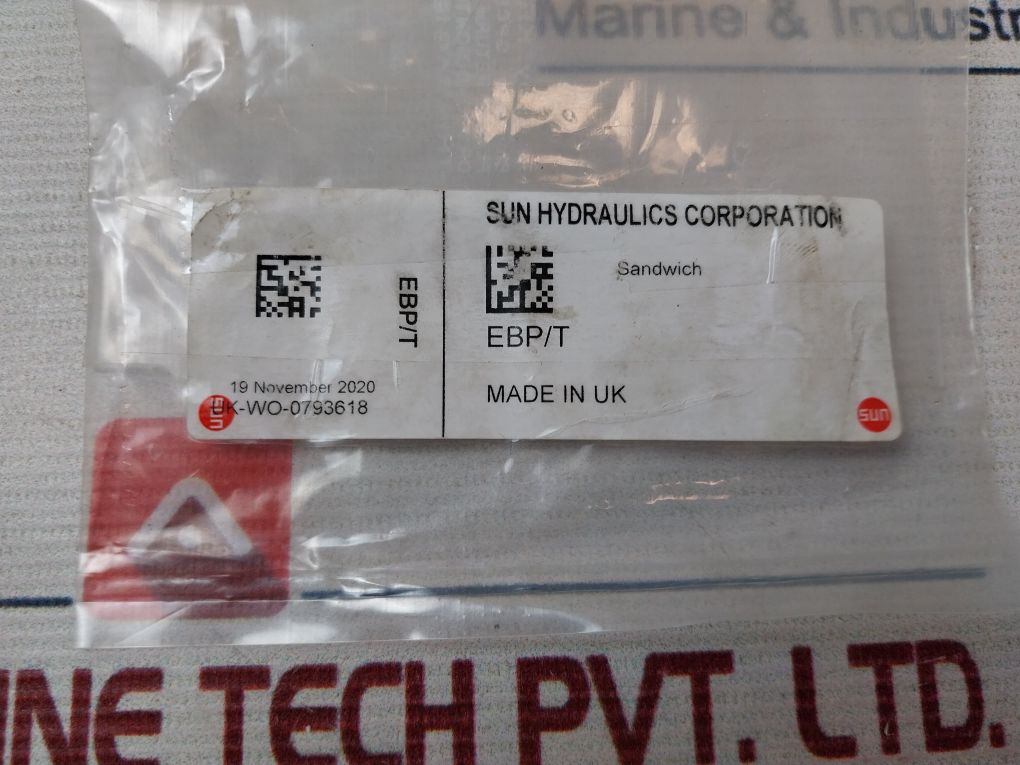 Marine & Industr
SUN HYDRAULICS CORPORATION
Sandwich
EBP/T
EBP/T
MADE IN UK
19 November 2020
UK-WO-0793618
sun
sun
INE TECH PVT. LTD.